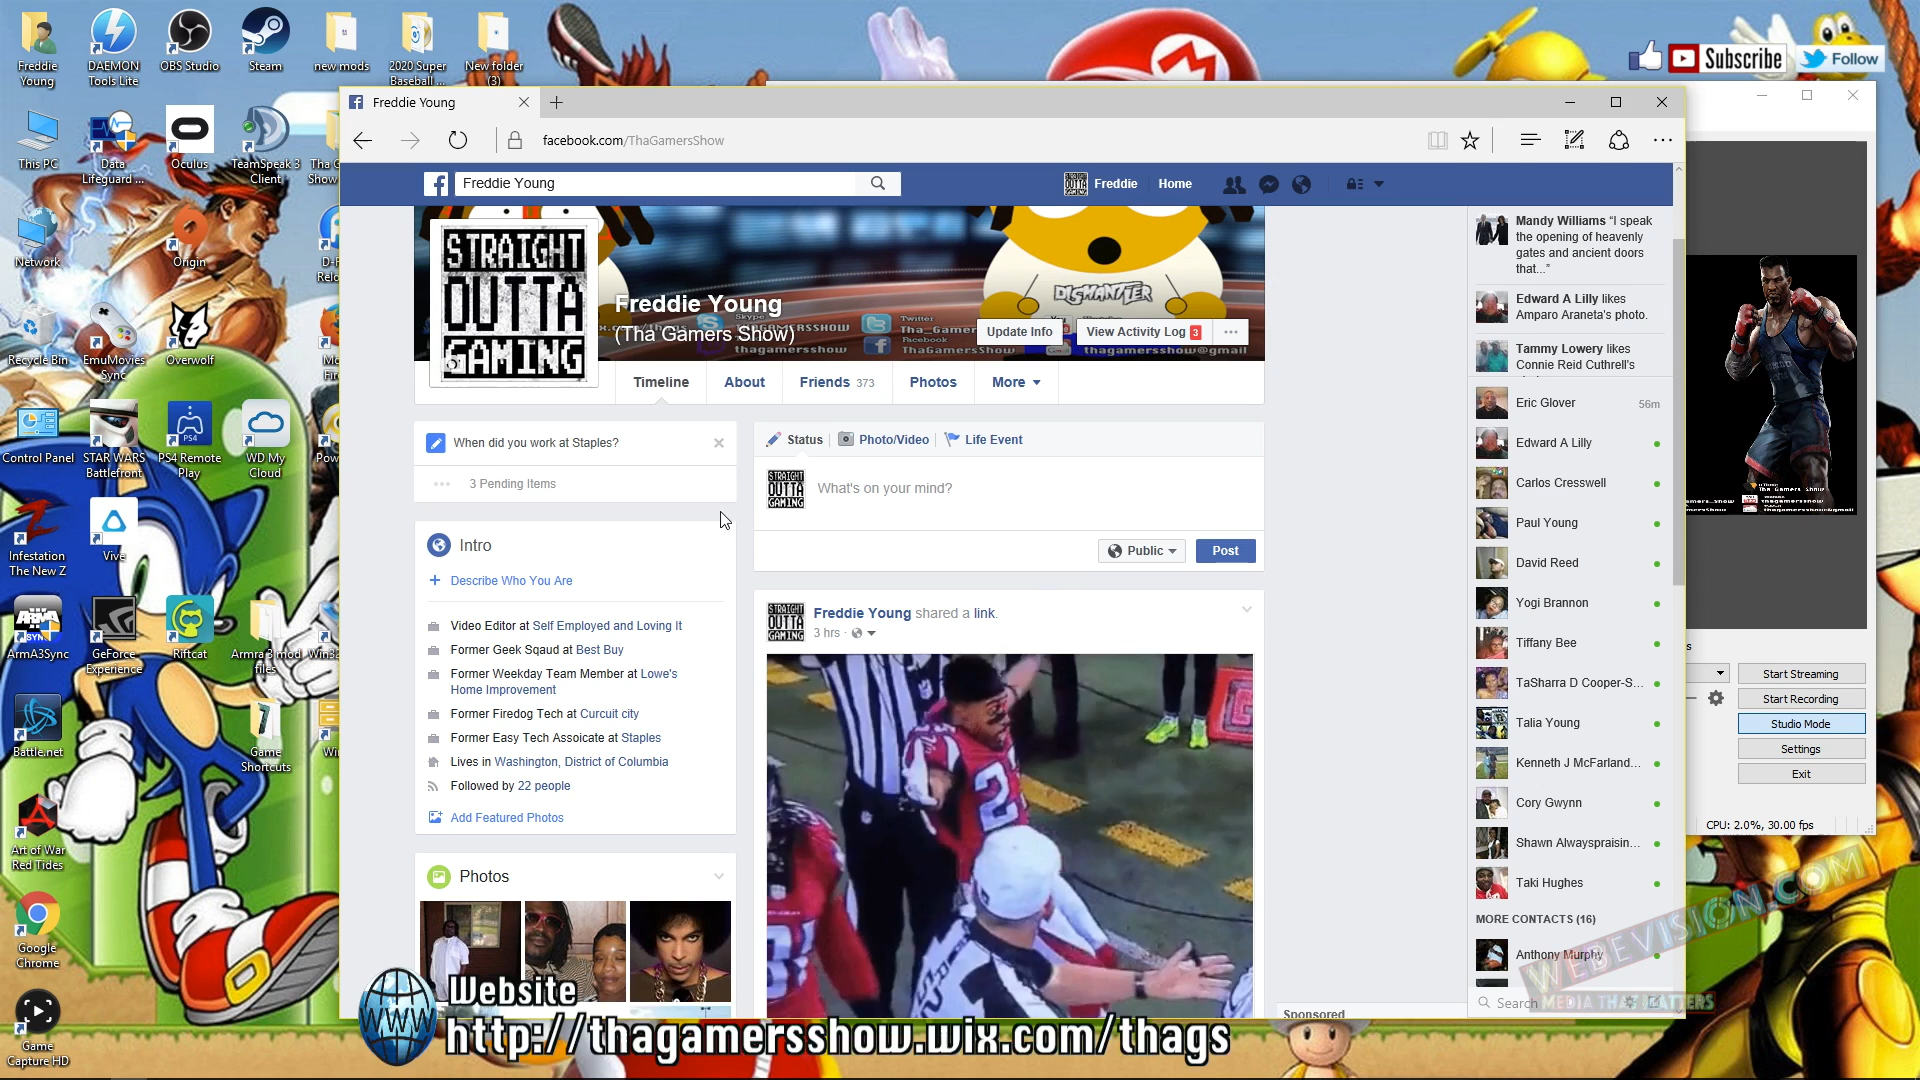 Freddie
Young
DAEMON
Tools Lite
OBS Studio
Steam
new mods
2020 Super
Baseball ...
New folder
(3)
Subscribe
Follow
This PC
Data
Lifeguard ...
Oculus
TeamSpeak 3
Client
Network
Origin
Recycle Bin
EmuMovies
Sync
Overwolf
Control Panel
STAR WARS
Battlefront
PS4 Remote
Play
WD My
Cloud
Infestation
The New Z
Vive
ArmA3Sync
GeForce
Experience
Riftcat
Armra 3 mod
files
Battle.net
Game
Shortcuts
Art of War
Red Tides
Google
Chrome
Game
Capture HD
Freddie Young
facebook.com/ThaGamersShow
Freddie Young
Freddie
Home
STRAIGHT
OUTTA
GAMING
Freddie Young
(Tha Gamers Show)
DISMANTLER
Update Info
View Activity Log 3
Timeline
About
Friends 373
Photos
More
When did you work at Staples?
3 Pending Items
Intro
Describe Who You Are
Video Editor at Self Employed and Loving It
Former Geek Sqaud at Best Buy
Former Weekday Team Member at Lowe's
Home Improvement
Former Firedog Tech at Curcuit city
Former Easy Tech Assoicate at Staples
Lives in Washington, District of Columbia
Followed by 22 people
Add Featured Photos
Photos
Status
Photo/Video
Life Event
STRAIGHT
OUTTA
GAMING
What's on your mind?
Public
Post
STRAIGHT
OUTTA
GAMING
Freddie Young shared a link.
3 hrs
Mandy Williams “I speak
the opening of heavenly
gates and ancient doors
that...”
Edward A Lilly likes
Amparo Araneta's photo.
Tammy Lowery likes
Connie Reid Cuthrell's
Eric Glover
56m
Edward A Lilly
Carlos Cresswell
Paul Young
David Reed
Yogi Brannon
Tiffany Bee
TaSharra D Cooper-S...
Talia Young
Kenneth J McFarland...
Cory Gwynn
Shawn Alwayspraisin...
Taki Hughes
MORE CONTACTS (16)
Anthony Murphy
Search
Sponsored
Start Streaming
Start Recording
Studio Mode
Settings
Exit
CPU: 2.0%, 30.00 fps
WEBEVISION.COM
MEDIA THAT MATTERS
Website
http://thagamersshow.wix.com/thags